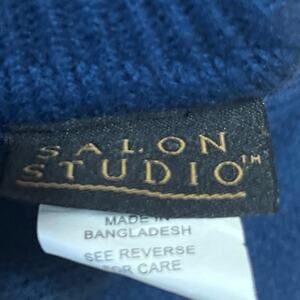 SALON
STUDIO™
MADE IN
BANGLADESH
SEE REVERSE
FOR CARE